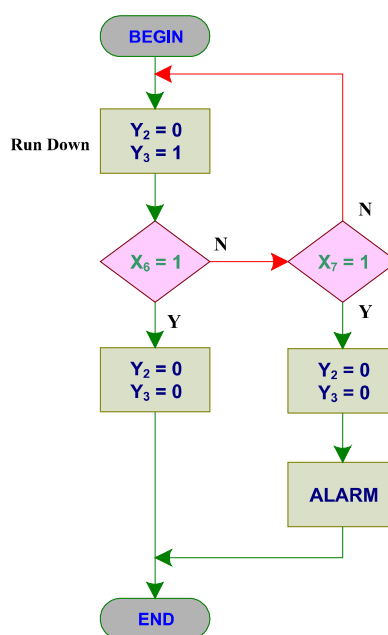 BEGIN
Run Down
Y2 = 0
Y3 = 1
X6 = 1
N
X7 = 1
N
Y
Y
Y2 = 0
Y3 = 0
Y2 = 0
Y3 = 0
ALARM
END